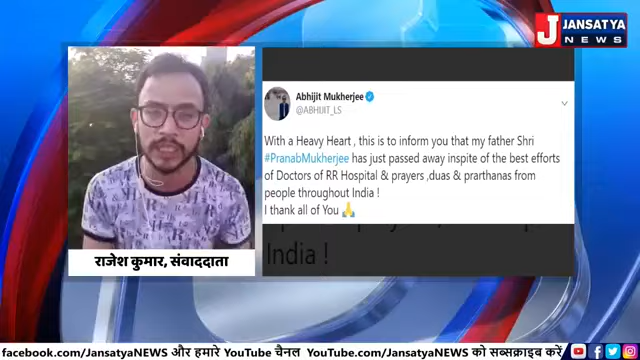 J JANSATYA
NEWS
Abhijit Mukherjee
@ABHIJIT_LS
With a Heavy Heart , this is to inform you that my father Shri
#PranabMukherjee has just passed away inspite of the best efforts
of Doctors of RR Hospital & prayers ,duas & prarthanas from
people throughout India !
I thank all of You 🙏
India !
राजेश कुमार, संवाददाता
facebook.com/JansatyaNEWS और हमारे YouTube चैनल YouTube.com/JansatyaNEWS को सब्सक्राइब करें